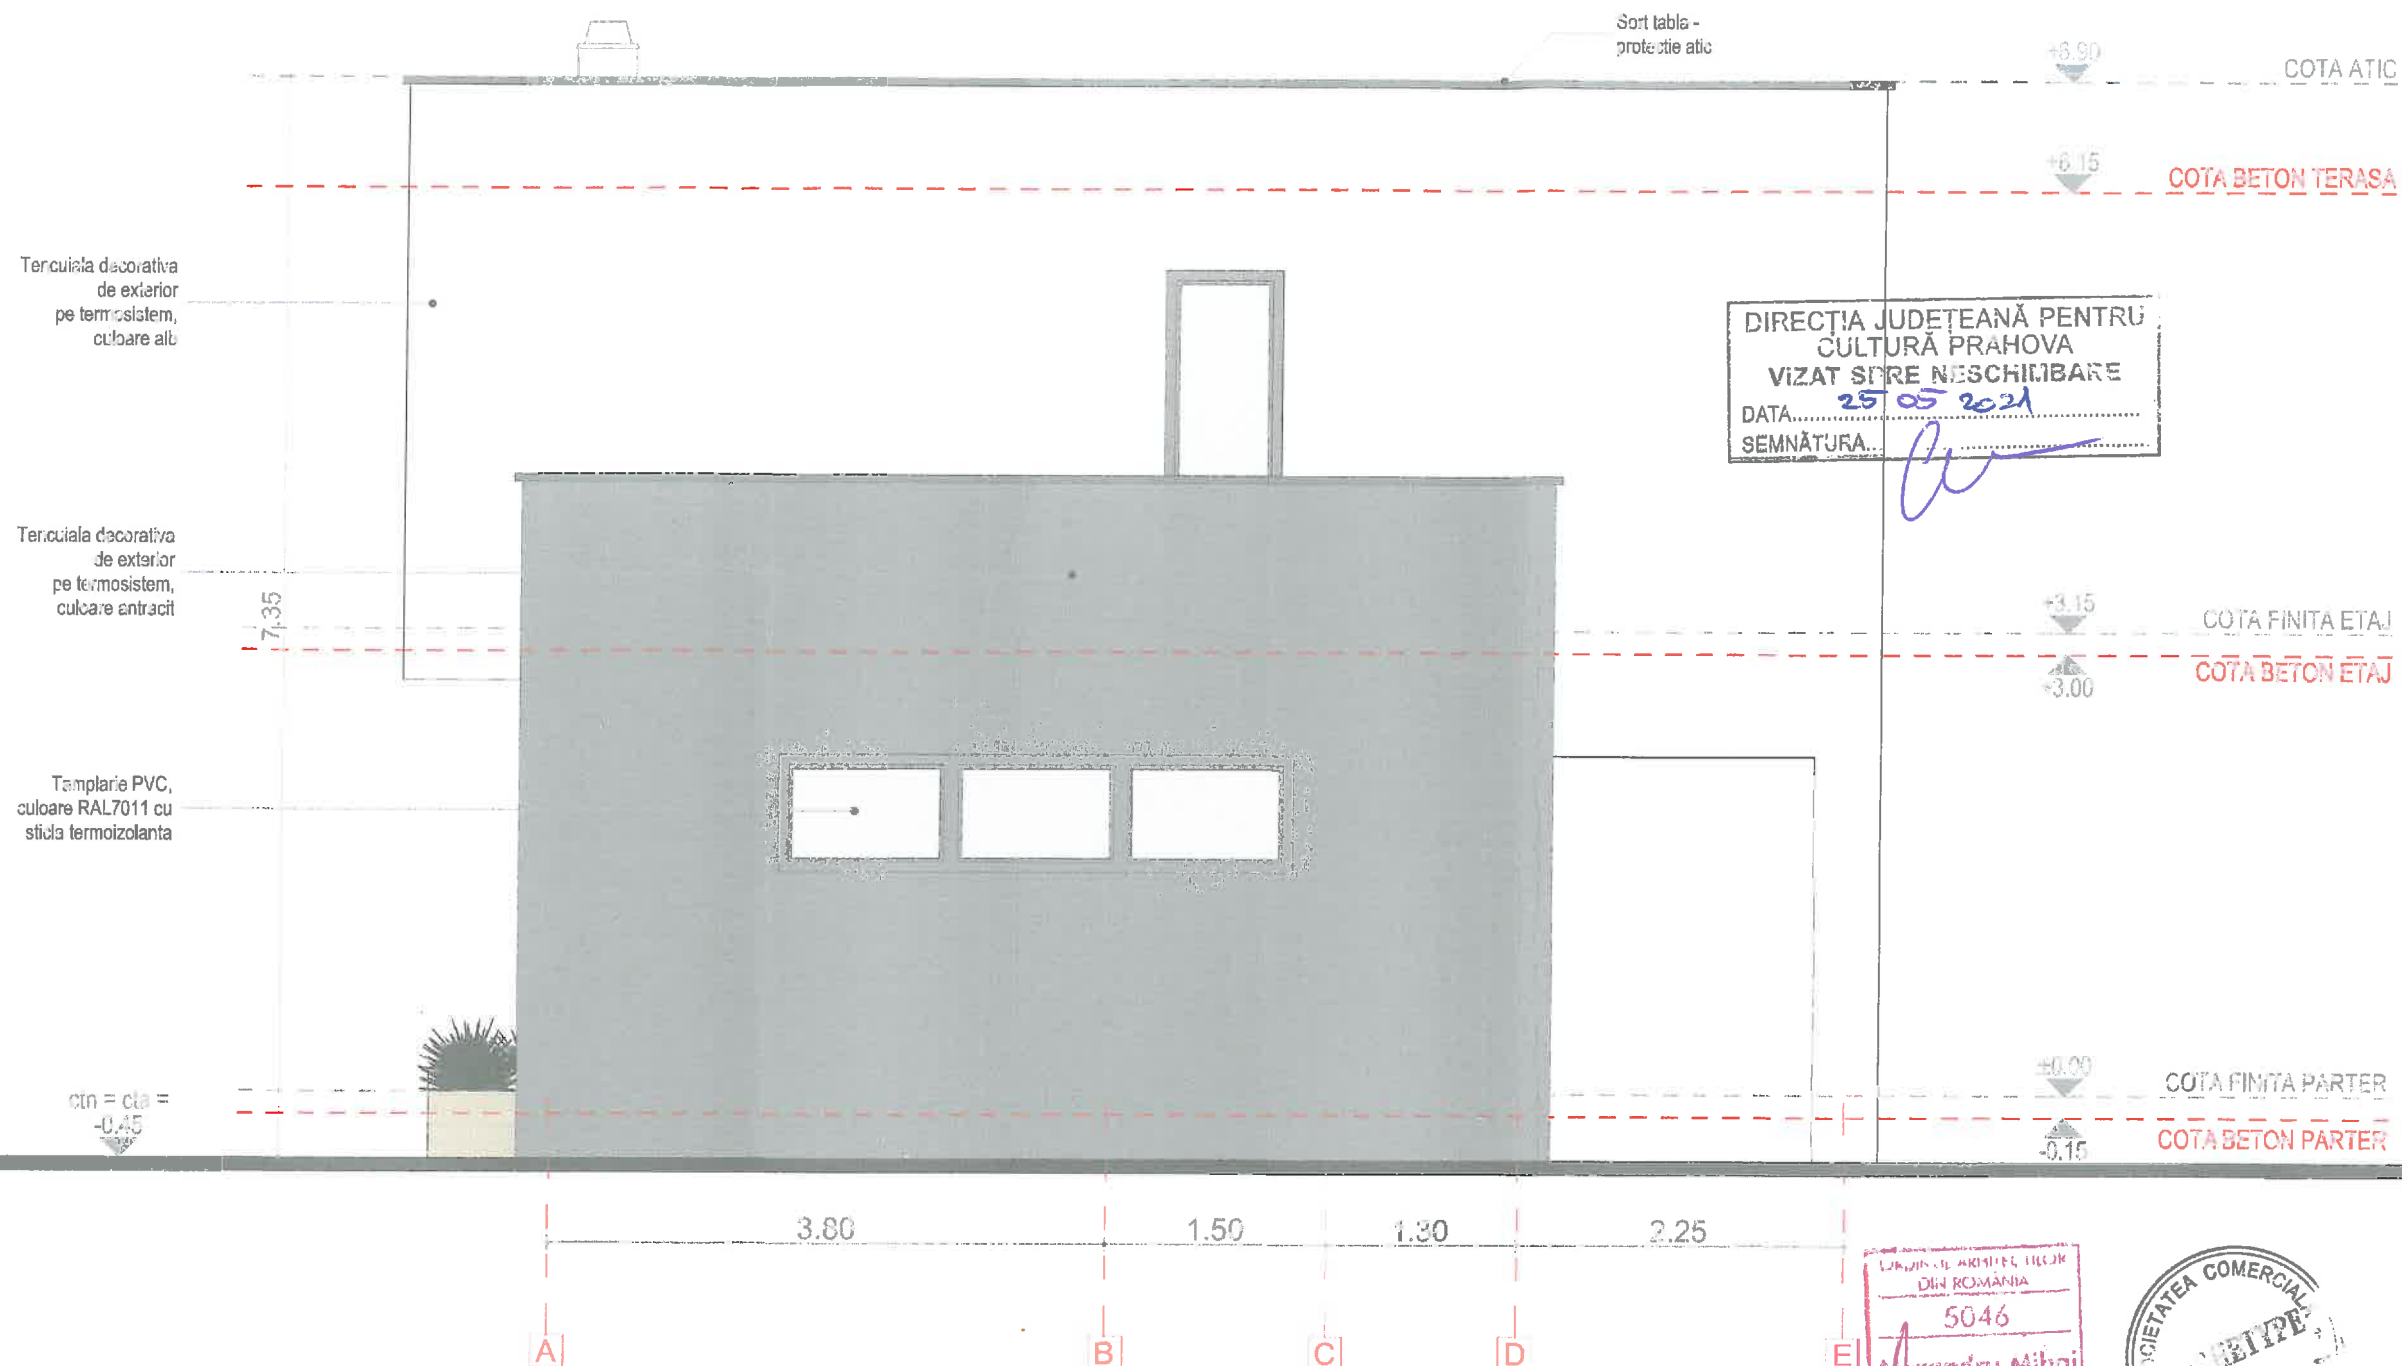 Sort tabla -
protectie atic
+6.90
COTA ATIC
+6.15
COTA BETON TERASA
Tencuiala decorativa
de exterior
pe termosistem,
culoare alb
DIRECȚIA JUDEȚEANĂ PENTRU
CULTURĂ PRAHOVA
VIZAT SPRE NESCHIMBARE
DATA 25 05 2021
SEMNĂTURA
Tencuiala decorativa
de exterior
pe termosistem,
culoare antracit
7.35
+3.15
COTA FINITA ETAJ
COTA BETON ETAJ
+3.00
Tamplarie PVC,
culoare RAL7011 cu
sticla termoizolanta
ctn = cta =
-0.45
±0.00
COTA FINITA PARTER
COTA BETON PARTER
-0.15
3.80 1.50 1.30 2.25
A B C D E
ORDINUL ARHITECȚILOR
DIN ROMÂNIA
5046
Mihai
COMERCIALĂ